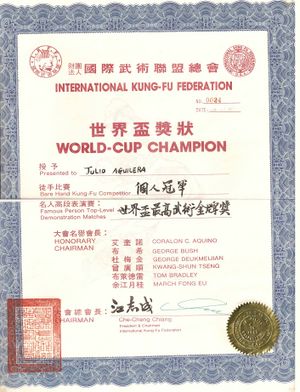 財團法人 國際武術聯盟總會
INTERNATIONAL KUNG-FU FEDERATION
NO. 0024
世界盃獎狀
WORLD-CUP CHAMPION
授予
Presented to JULIO AGUILERA
徒手比賽
Bare Hand Kung-Fu Competition 個人冠軍
名人高段表演賽:
Famous Person Top-Level
Demonstration Matches 世界盃最高武術金牌獎
大會名譽會長:
HONORARY
CHAIRMAN
艾奎諾 CORALON C. AQUINO
布希 GEORGE BUSH
杜梅金 GEORGE DEUKMEIJIAN
曾廣順 KWANG-SHUN TSENG
布萊德雷 TOM BRADLEY
余江月桂 MARCH FONG EU
大會總會長
CHAIRMAN
江志成
Che-Cheng Chiang
President & Chairman
International Kung-Fu Federation